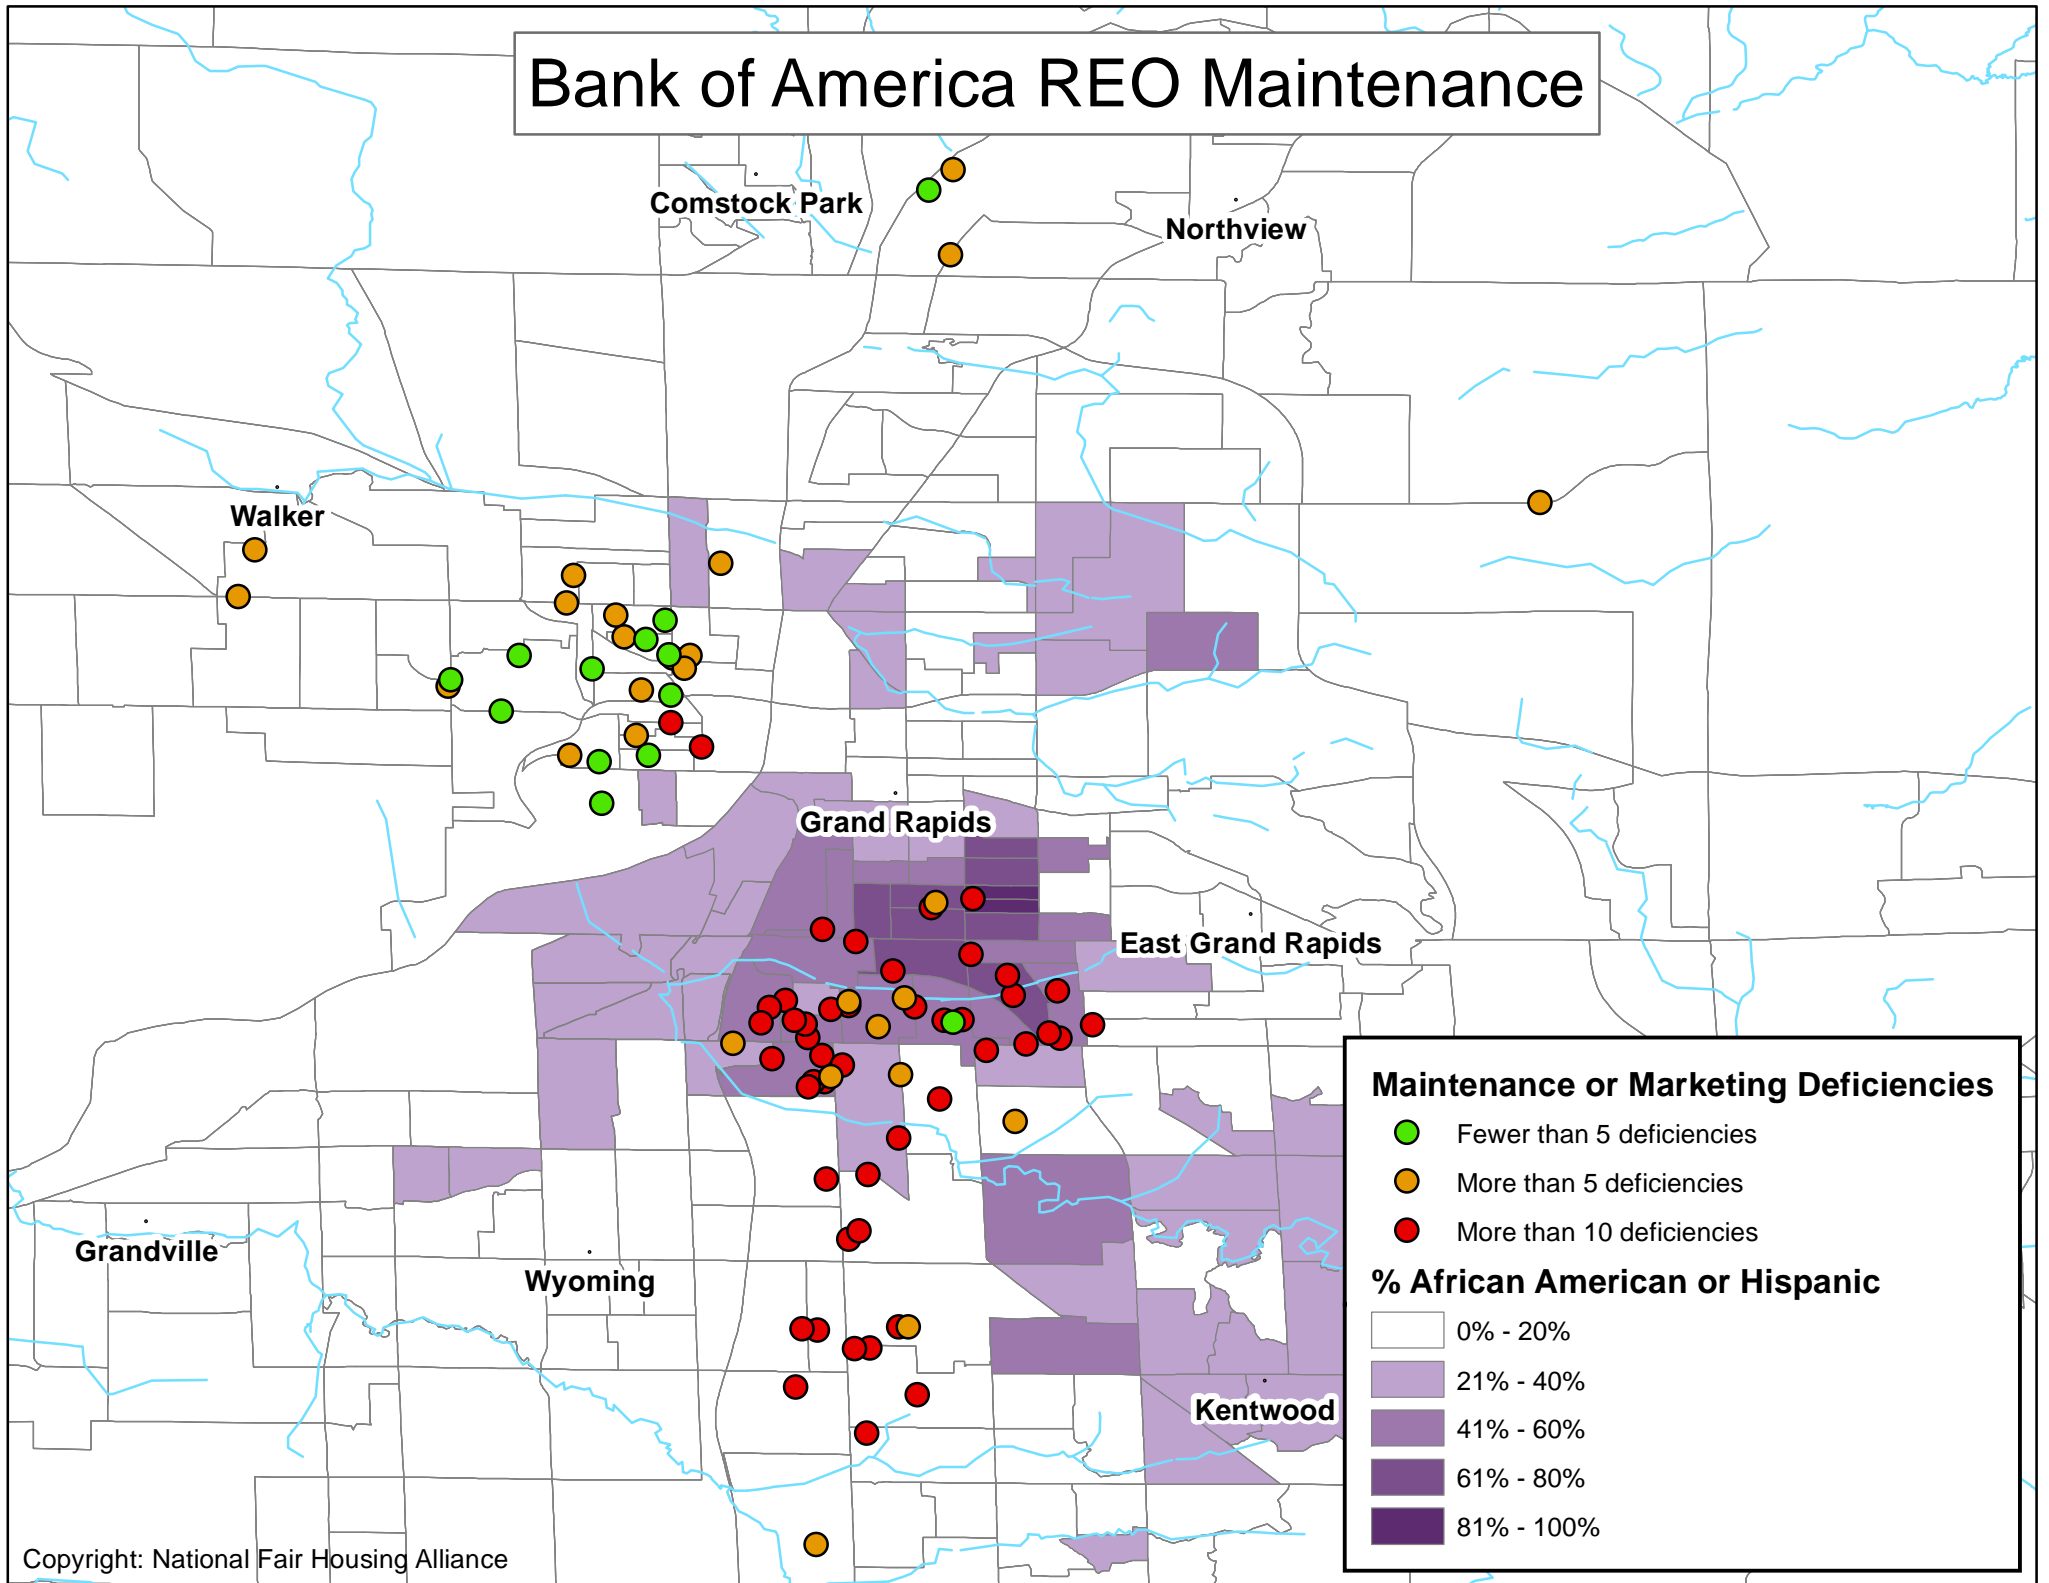 Bank of America REO Maintenance
Comstock Park
Northview
Walker
Grand Rapids
East Grand Rapids
Grandville
Wyoming
Kentwood
Maintenance or Marketing Deficiencies
Fewer than 5 deficiencies
More than 5 deficiencies
More than 10 deficiencies
% African American or Hispanic
0% - 20%
21% - 40%
41% - 60%
61% - 80%
81% - 100%
Copyright: National Fair Housing Alliance